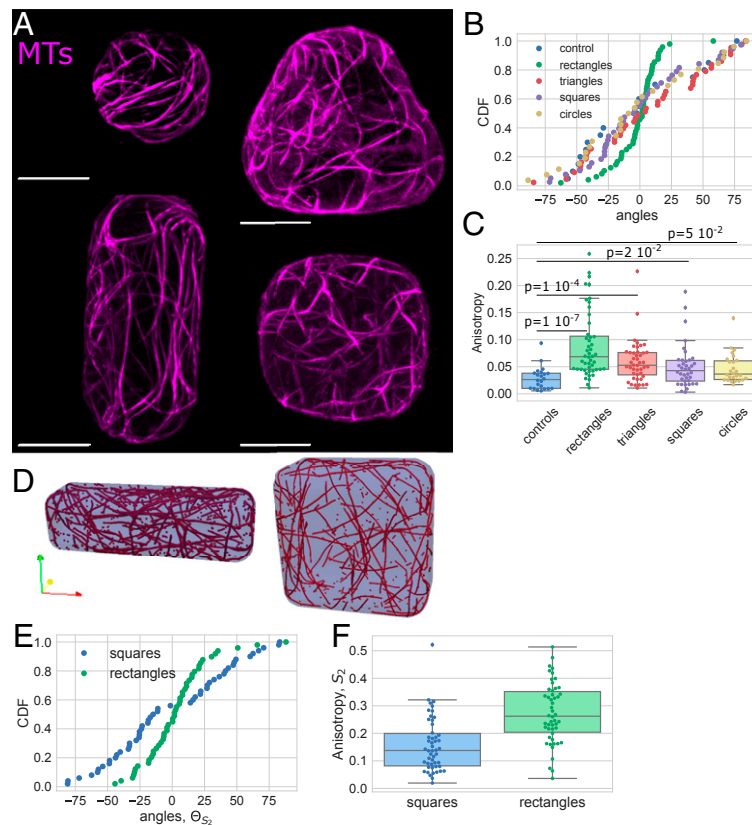 A
MTs
B
CDF
1.0
0.8
0.6
0.4
0.2
0.0
control
rectangles
triangles
squares
circles
−75 −50 −25 0 25 50 75
angles
C
p=5 10⁻²
p=2 10⁻²
p=1 10⁻⁴
p=1 10⁻⁷
Anisotropy
0.25
0.20
0.15
0.10
0.05
0.00
controls rectangles triangles squares circles
D
E
CDF
1.0
0.8
0.6
0.4
0.2
0.0
squares
rectangles
−75 −50 −25 0 25 50 75
angles, Θ_S₂
F
Anisotropy, S₂
0.5
0.4
0.3
0.2
0.1
0.0
squares rectangles